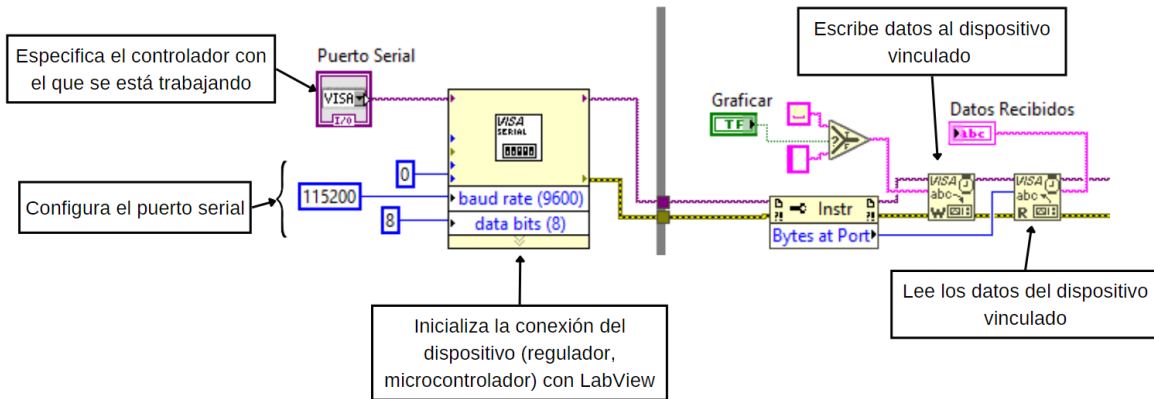 Especifica el controlador con
el que se está trabajando
Puerto Serial
VISA
I/O
Configura el puerto serial
0
115200
8
VISA
SERIAL
baud rate (9600)
data bits (8)
Inicializa la conexión del
dispositivo (regulador,
microcontrolador) con LabView
Escribe datos al dispositivo
vinculado
Graficar
TF
?
T
F
Datos Recibidos
abc
Instr
Bytes at Port
VISA
abc
W
VISA
abc
R
Lee los datos del dispositivo
vinculado